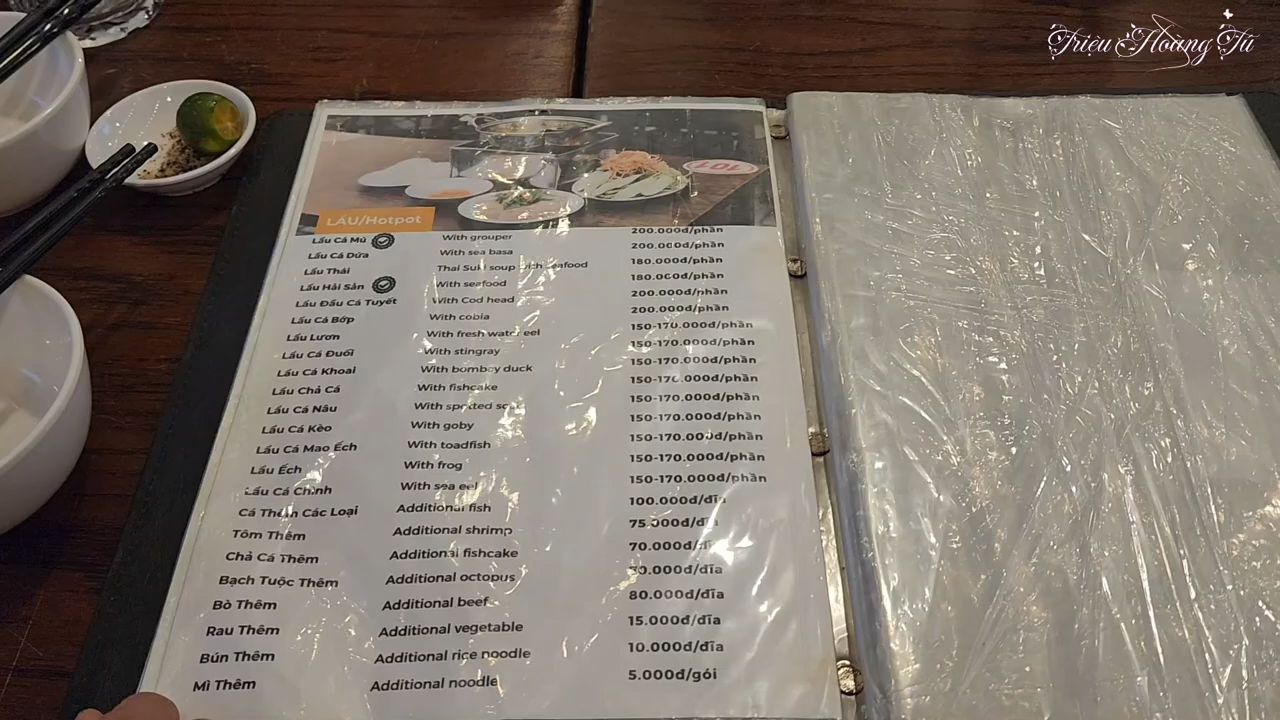 Triệu Hoàng Tú
LẨU/Hotpot
Lẩu Cá Mú With grouper 200.000đ/phần
Lẩu Cá Dứa With sea basa 200.000đ/phần
Lẩu Thái Thai Suki soup with seafood 180.000đ/phần
Lẩu Hải Sản With seafood 180.000đ/phần
Lẩu Đầu Cá Tuyết With Cod head 200.000đ/phần
Lẩu Cá Bớp With cobia 200.000đ/phần
Lẩu Lươn With fresh water eel 150-170.000đ/phần
Lẩu Cá Đuối With stingray 150-170.000đ/phần
Lẩu Cá Khoai With bombay duck 150-170.000đ/phần
Lẩu Chả Cá With fishcake 150-170.000đ/phần
Lẩu Cá Nâu With spotted 150-170.000đ/phần
Lẩu Cá Kèo With goby 150-170.000đ/phần
Lẩu Cá Mao Ếch With toadfish 150-170.000đ/phần
Lẩu Ếch With frog 150-170.000đ/phần
Lẩu Cá Chình With sea eel 150-170.000đ/phần
Cá Thêm Các Loại Additional fish 100.000đ/đĩa
Tôm Thêm Additional shrimp 75.000đ/đĩa
Chả Cá Thêm Additional fishcake 70.000đ/đĩa
Bạch Tuộc Thêm Additional octopus
Bò Thêm Additional beef 80.000đ/đĩa
Rau Thêm Additional vegetable 15.000đ/đĩa
Bún Thêm Additional rice noodle 10.000đ/đĩa
Mì Thêm Additional noodle 5.000đ/gói